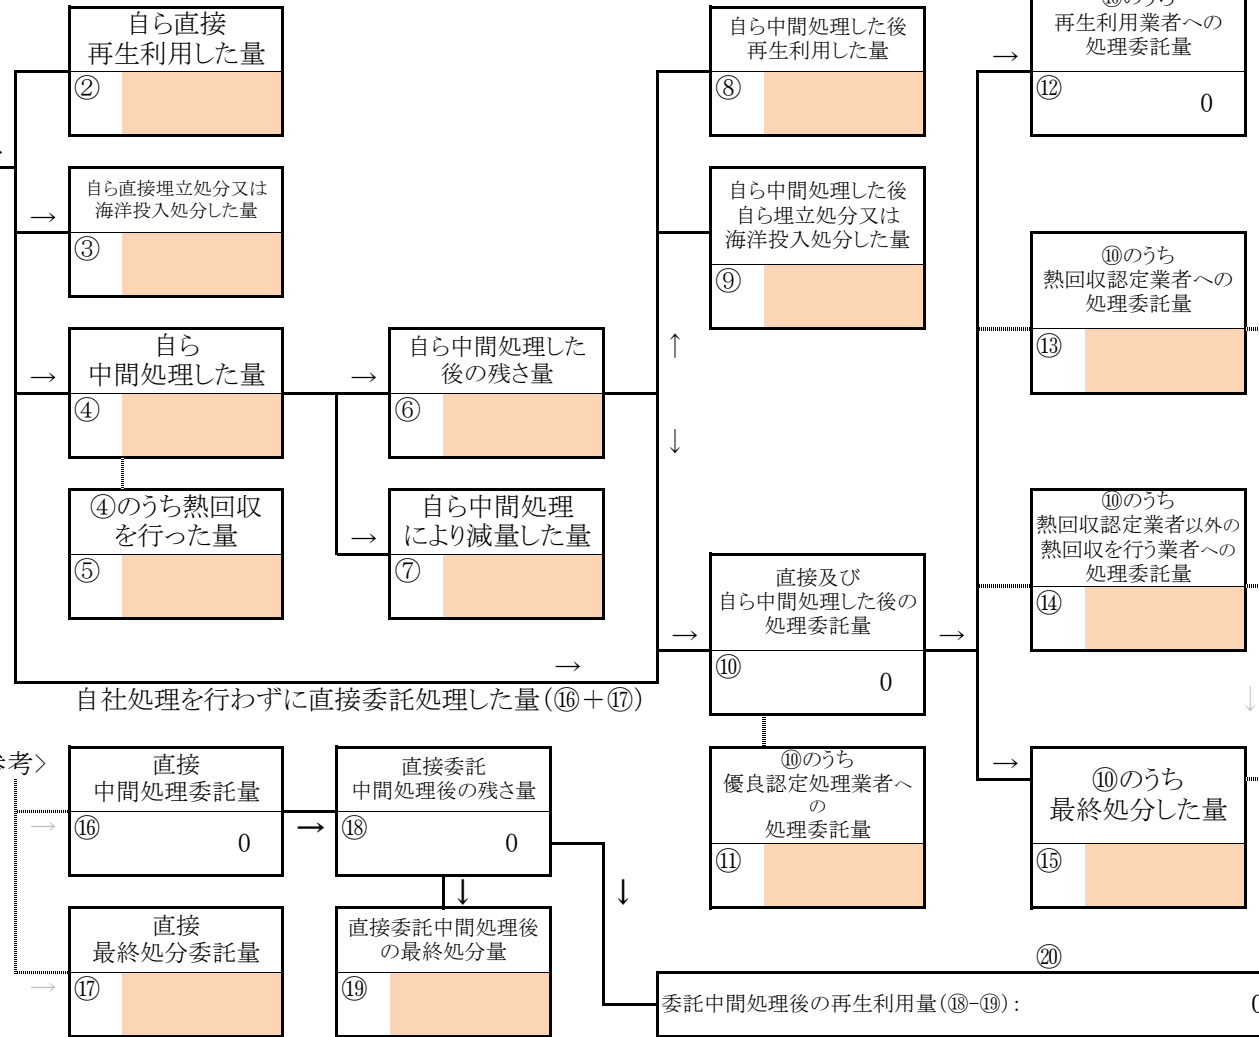 自ら直接
再生利用した量
②
自ら中間処理した後
再生利用した量
⑧
再生利用業者への
処理委託量
→
⑫
0
自ら直接埋立処分又は
海洋投入処分した量
→
③
自ら中間処理した後
自ら埋立処分又は
海洋投入処分した量
⑨
⑩のうち
熱回収認定業者への
処理委託量
⑬
自ら
中間処理した量
→
④
自ら中間処理した
後の残さ量
→
⑥
↑
↓
④のうち熱回収
を行った量
⑤
自ら中間処理
により減量した量
→
⑦
⑩のうち
熱回収認定業者以外の
熱回収を行う業者への
処理委託量
⑭
直接及び
自ら中間処理した後の
処理委託量
→
→
⑩
0
→
自社処理を行わずに直接委託処理した量(⑯+⑰)
↓
考>
直接
中間処理委託量
→
⑯
0
→
直接委託
中間処理後の残さ量
⑱
0
⑩のうち
優良認定処理業者へ
の
処理委託量
⑪
→
⑩のうち
最終処分した量
⑮
↓
↓
直接
最終処分委託量
→
⑰
直接委託中間処理後
の最終処分量
⑲
⑳
委託中間処理後の再生利用量(⑱-⑲):
0